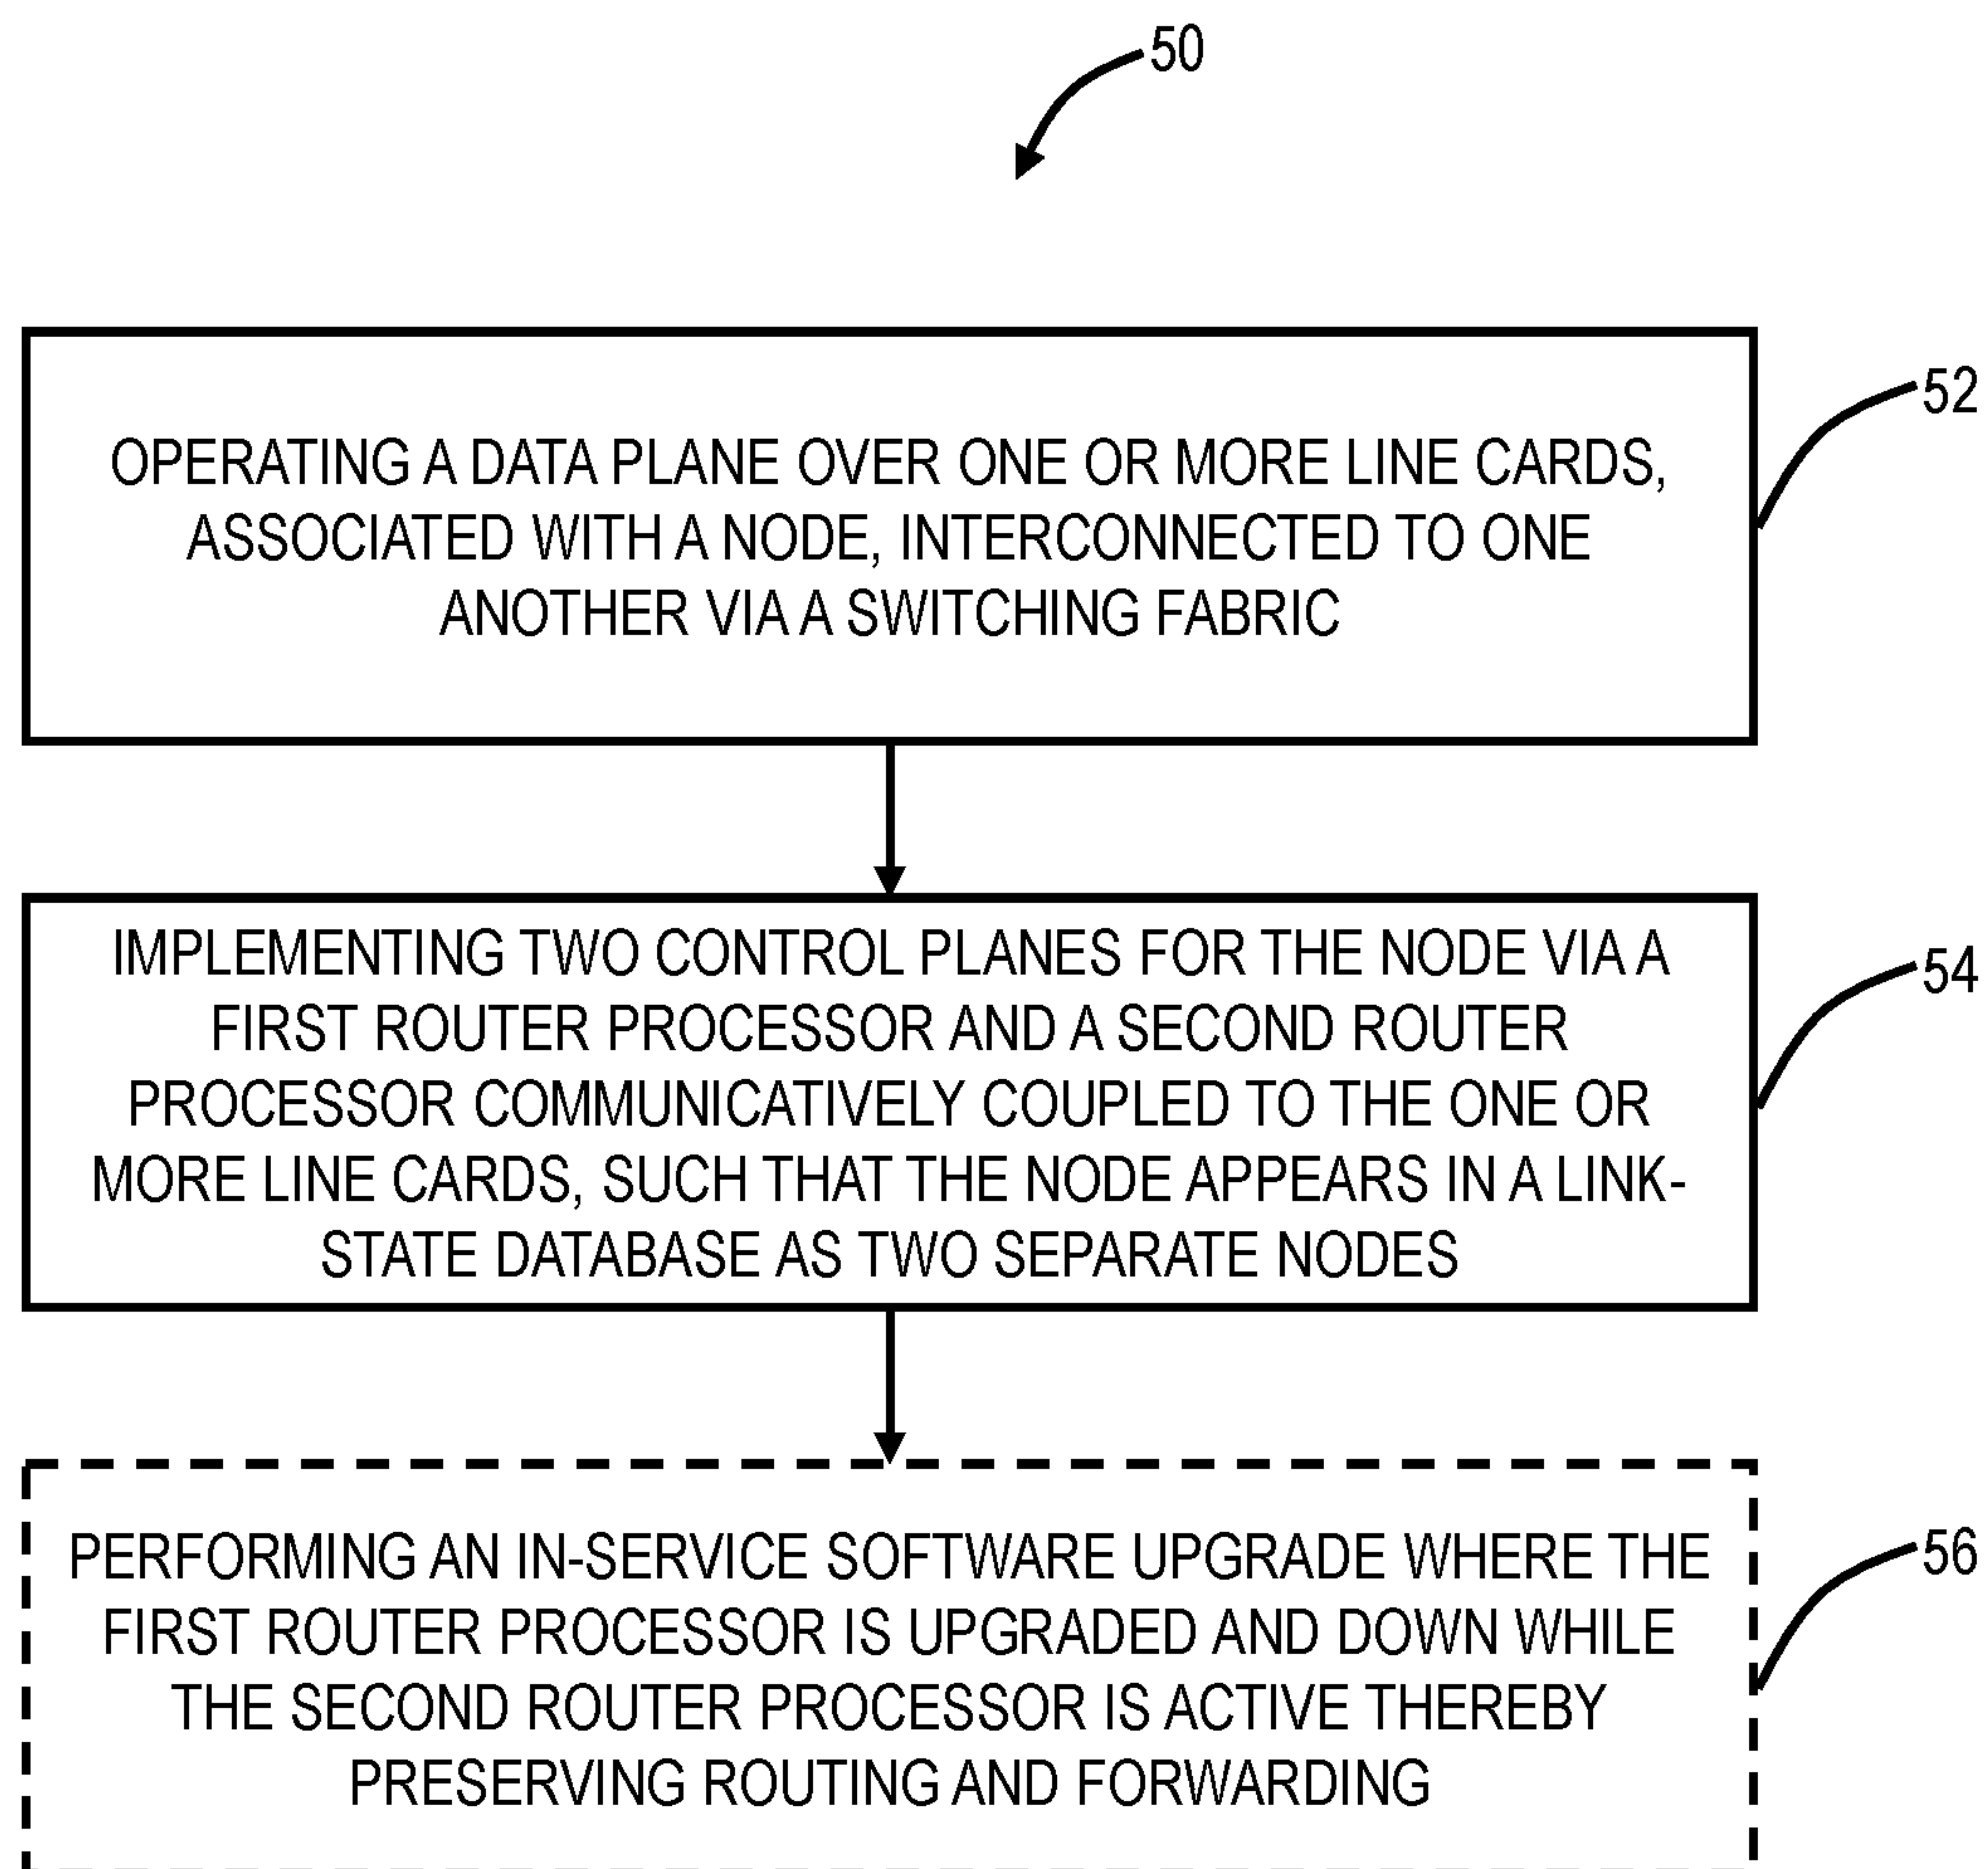 50
52
OPERATING A DATA PLANE OVER ONE OR MORE LINE CARDS,
ASSOCIATED WITH A NODE, INTERCONNECTED TO ONE
ANOTHER VIA A SWITCHING FABRIC
54
IMPLEMENTING TWO CONTROL PLANES FOR THE NODE VIA A
FIRST ROUTER PROCESSOR AND A SECOND ROUTER
PROCESSOR COMMUNICATIVELY COUPLED TO THE ONE OR
MORE LINE CARDS, SUCH THAT THE NODE APPEARS IN A LINK-
STATE DATABASE AS TWO SEPARATE NODES
56
PERFORMING AN IN-SERVICE SOFTWARE UPGRADE WHERE THE
FIRST ROUTER PROCESSOR IS UPGRADED AND DOWN WHILE
THE SECOND ROUTER PROCESSOR IS ACTIVE THEREBY
PRESERVING ROUTING AND FORWARDING